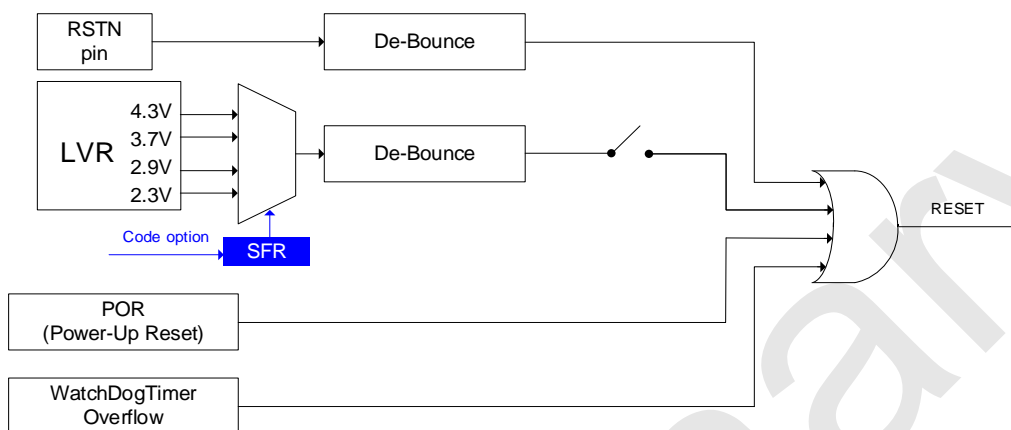 RSTN
pin
De-Bounce
LVR
4.3V
3.7V
2.9V
2.3V
De-Bounce
Code option
SFR
RESET
POR
(Power-Up Reset)
WatchDogTimer
Overflow